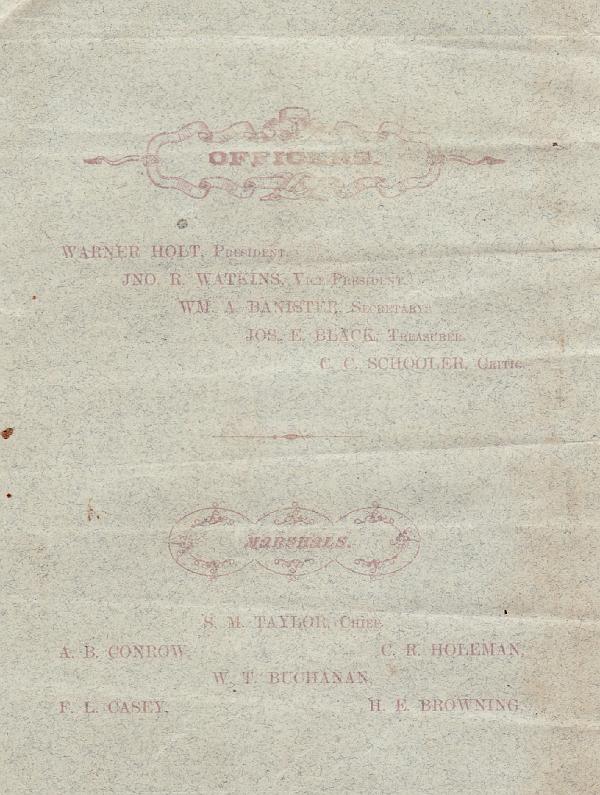 OFFICERS.
WARNER HOLT, President.
JNO. R. WATKINS, Vice President.
WM. A. BANISTER, Secretary.
JOS. E. BLACK, Treasurer.
C. C. SCHOOLER, Critic.
MARSHALS.
S. M. TAYLOR, Chief.
A. B. CONROW, C. R. HOLEMAN,
W. T. BUCHANAN,
F. L. CASEY, H. E. BROWNING.